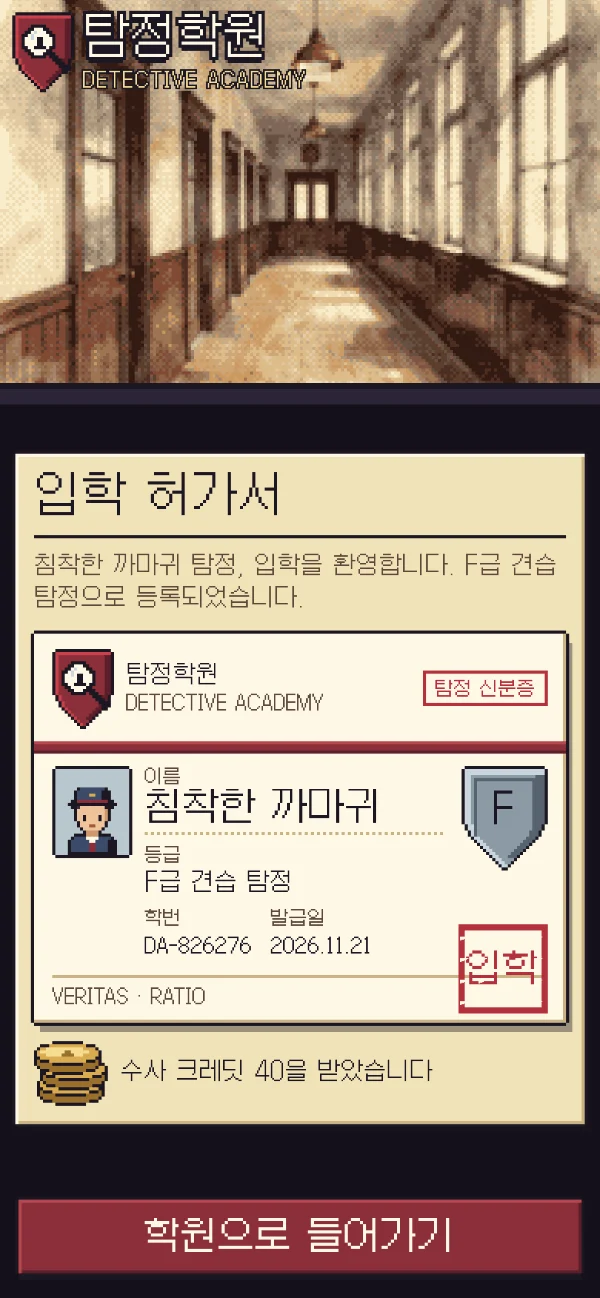 탐정학원
DETECTIVE ACADEMY
입학 허가서
침착한 까마귀 탐정, 입학을 환영합니다. F급 견습
탐정으로 등록되었습니다.
탐정학원
DETECTIVE ACADEMY
탐정 신분증
이름
침착한 까마귀
F
등급
F급 견습 탐정
학번 발급일
DA-826276 2026.11.21
입학
VERITAS · RATIO
수사 크레딧 40을 받았습니다
학원으로 들어가기